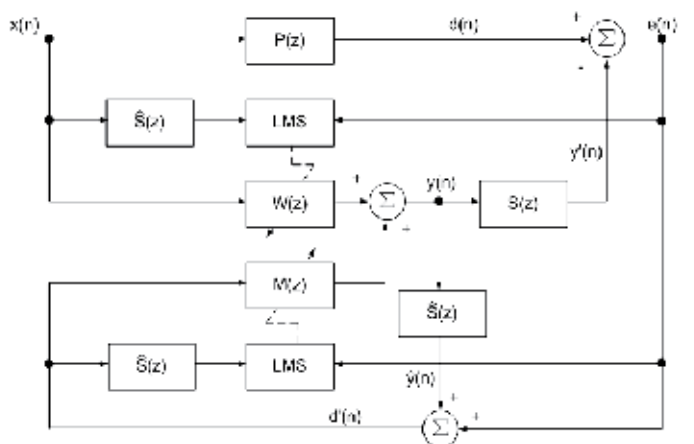 x(n)
P(z)
d(n)
+
Σ
e(n)
-
Ŝ(z)
LMS
y'(n)
W(z)
+
Σ
y(n)
S(z)
+
M(z)
Ŝ(z)
Ŝ(z)
LMS
ŷ(n)
d'(n)
+
Σ
+